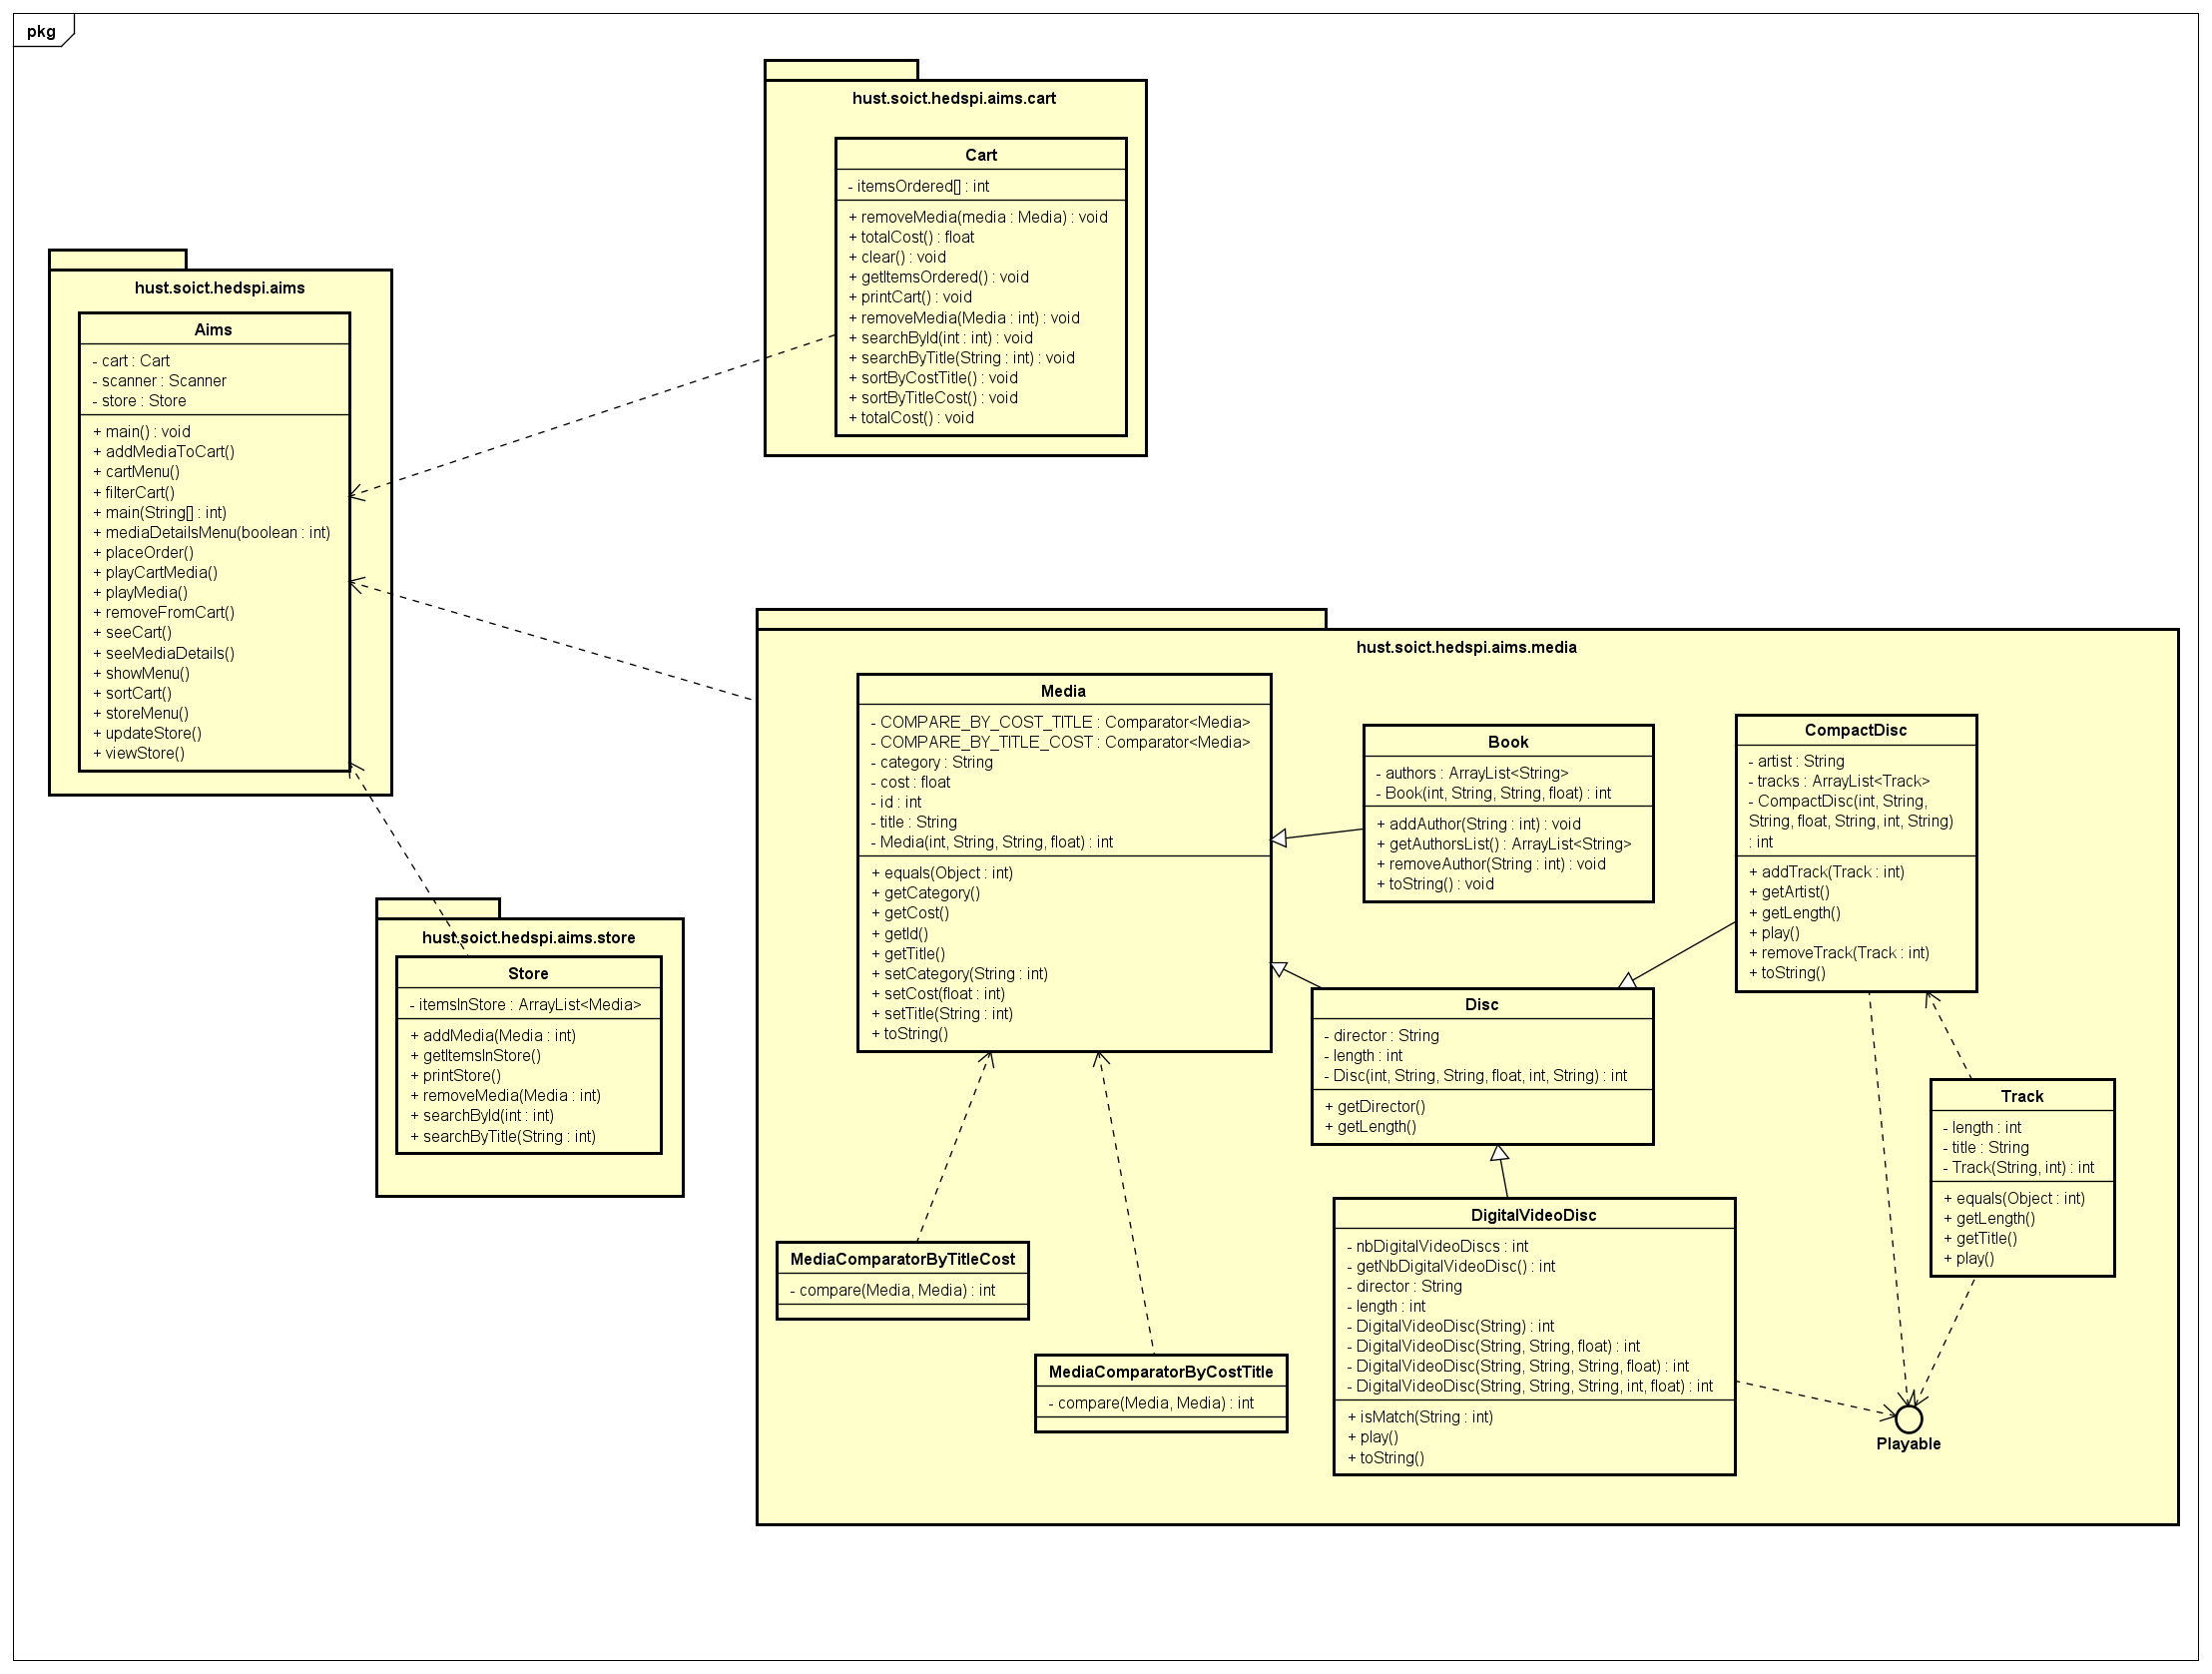 pkg
hust.soict.hedspi.aims.cart
Cart
- itemsOrdered[] : int
+ removeMedia(media : Media) : void
+ totalCost() : float
+ clear() : void
+ getItemsOrdered() : void
+ printCart() : void
+ removeMedia(Media : int) : void
+ searchById(int : int) : void
+ searchByTitle(String : int) : void
+ sortByCostTitle() : void
+ sortByTitleCost() : void
+ totalCost() : void
hust.soict.hedspi.aims
Aims
- cart : Cart
- scanner : Scanner
- store : Store
+ main() : void
+ addMediaToCart()
+ cartMenu()
+ filterCart()
+ main(String[] : int)
+ mediaDetailsMenu(boolean : int)
+ placeOrder()
+ playCartMedia()
+ playMedia()
+ removeFromCart()
+ seeCart()
+ seeMediaDetails()
+ showMenu()
+ sortCart()
+ storeMenu()
+ updateStore()
+ viewStore()
hust.soict.hedspi.aims.store
Store
- itemsInStore : ArrayList<Media>
+ addMedia(Media : int)
+ getItemsInStore()
+ printStore()
+ removeMedia(Media : int)
+ searchById(int : int)
+ searchByTitle(String : int)
hust.soict.hedspi.aims.media
Media
- COMPARE_BY_COST_TITLE : Comparator<Media>
- COMPARE_BY_TITLE_COST : Comparator<Media>
- category : String
- cost : float
- id : int
- title : String
- Media(int, String, String, float) : int
+ equals(Object : int)
+ getCategory()
+ getCost()
+ getId()
+ getTitle()
+ setCategory(String : int)
+ setCost(float : int)
+ setTitle(String : int)
+ toString()
Book
- authors : ArrayList<String>
- Book(int, String, String, float) : int
+ addAuthor(String : int) : void
+ getAuthorsList() : ArrayList<String>
+ removeAuthor(String : int) : void
+ toString() : void
CompactDisc
- artist : String
- tracks : ArrayList<Track>
- CompactDisc(int, String,
String, float, String, int, String)
: int
+ addTrack(Track : int)
+ getArtist()
+ getLength()
+ play()
+ removeTrack(Track : int)
+ toString()
Disc
- director : String
- length : int
- Disc(int, String, String, float, int, String) : int
+ getDirector()
+ getLength()
Track
- length : int
- title : String
- Track(String, int) : int
+ equals(Object : int)
+ getLength()
+ getTitle()
+ play()
DigitalVideoDisc
- nbDigitalVideoDiscs : int
- getNbDigitalVideoDisc() : int
- director : String
- length : int
- DigitalVideoDisc(String) : int
- DigitalVideoDisc(String, String, float) : int
- DigitalVideoDisc(String, String, String, float) : int
- DigitalVideoDisc(String, String, String, int, float) : int
+ isMatch(String : int)
+ play()
+ toString()
MediaComparatorByTitleCost
- compare(Media, Media) : int
MediaComparatorByCostTitle
- compare(Media, Media) : int
Playable